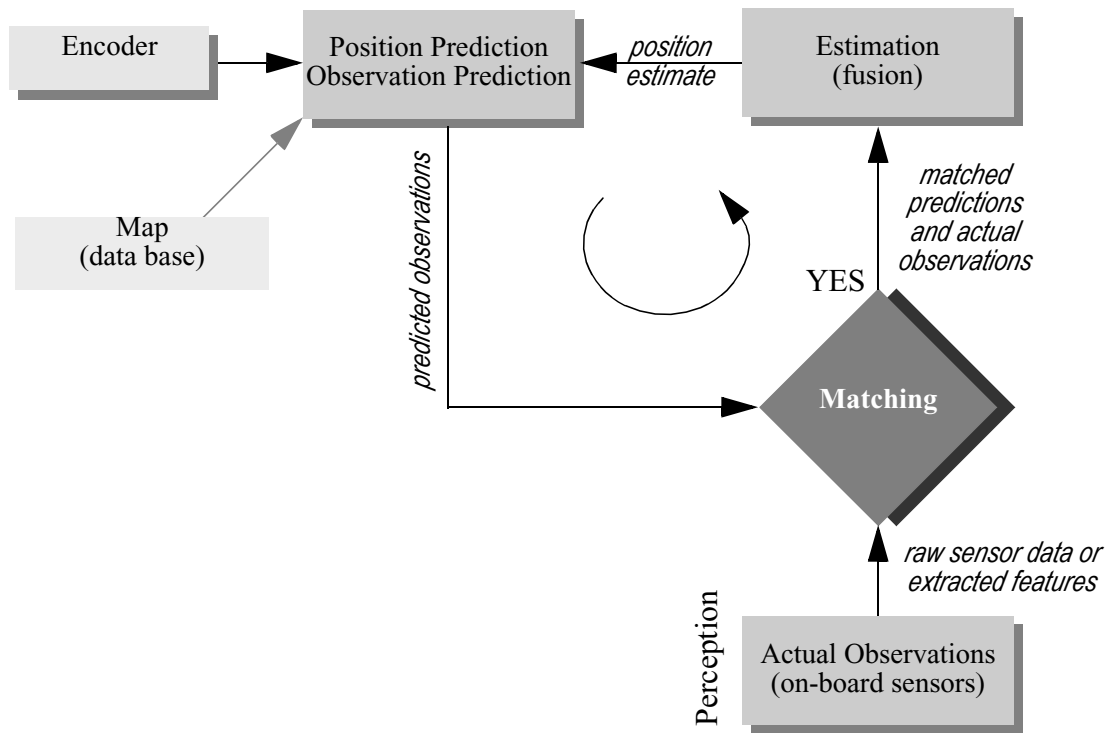 Encoder
Position Prediction
Observation Prediction
position
estimate
Estimation
(fusion)
Map
(data base)
predicted observations
matched
predictions
and actual
observations
YES
Matching
raw sensor data or
extracted features
Perception
Actual Observations
(on-board sensors)